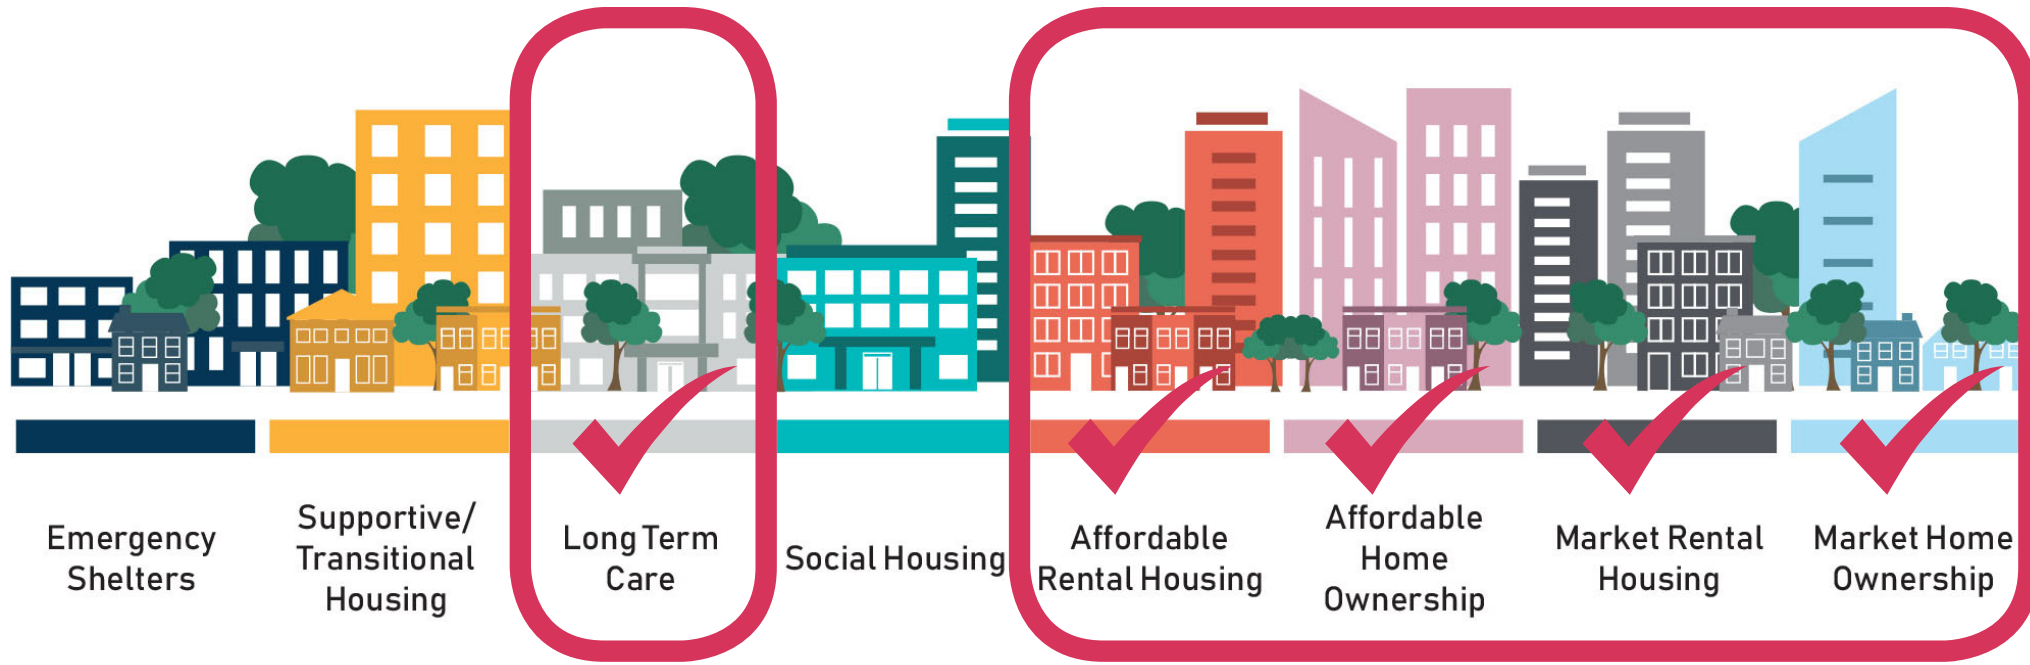 Emergency
Shelters
Supportive/
Transitional
Housing
Long Term
Care
Social Housing
Affordable
Rental Housing
Affordable
Home
Ownership
Market Rental
Housing
Market Home
Ownership